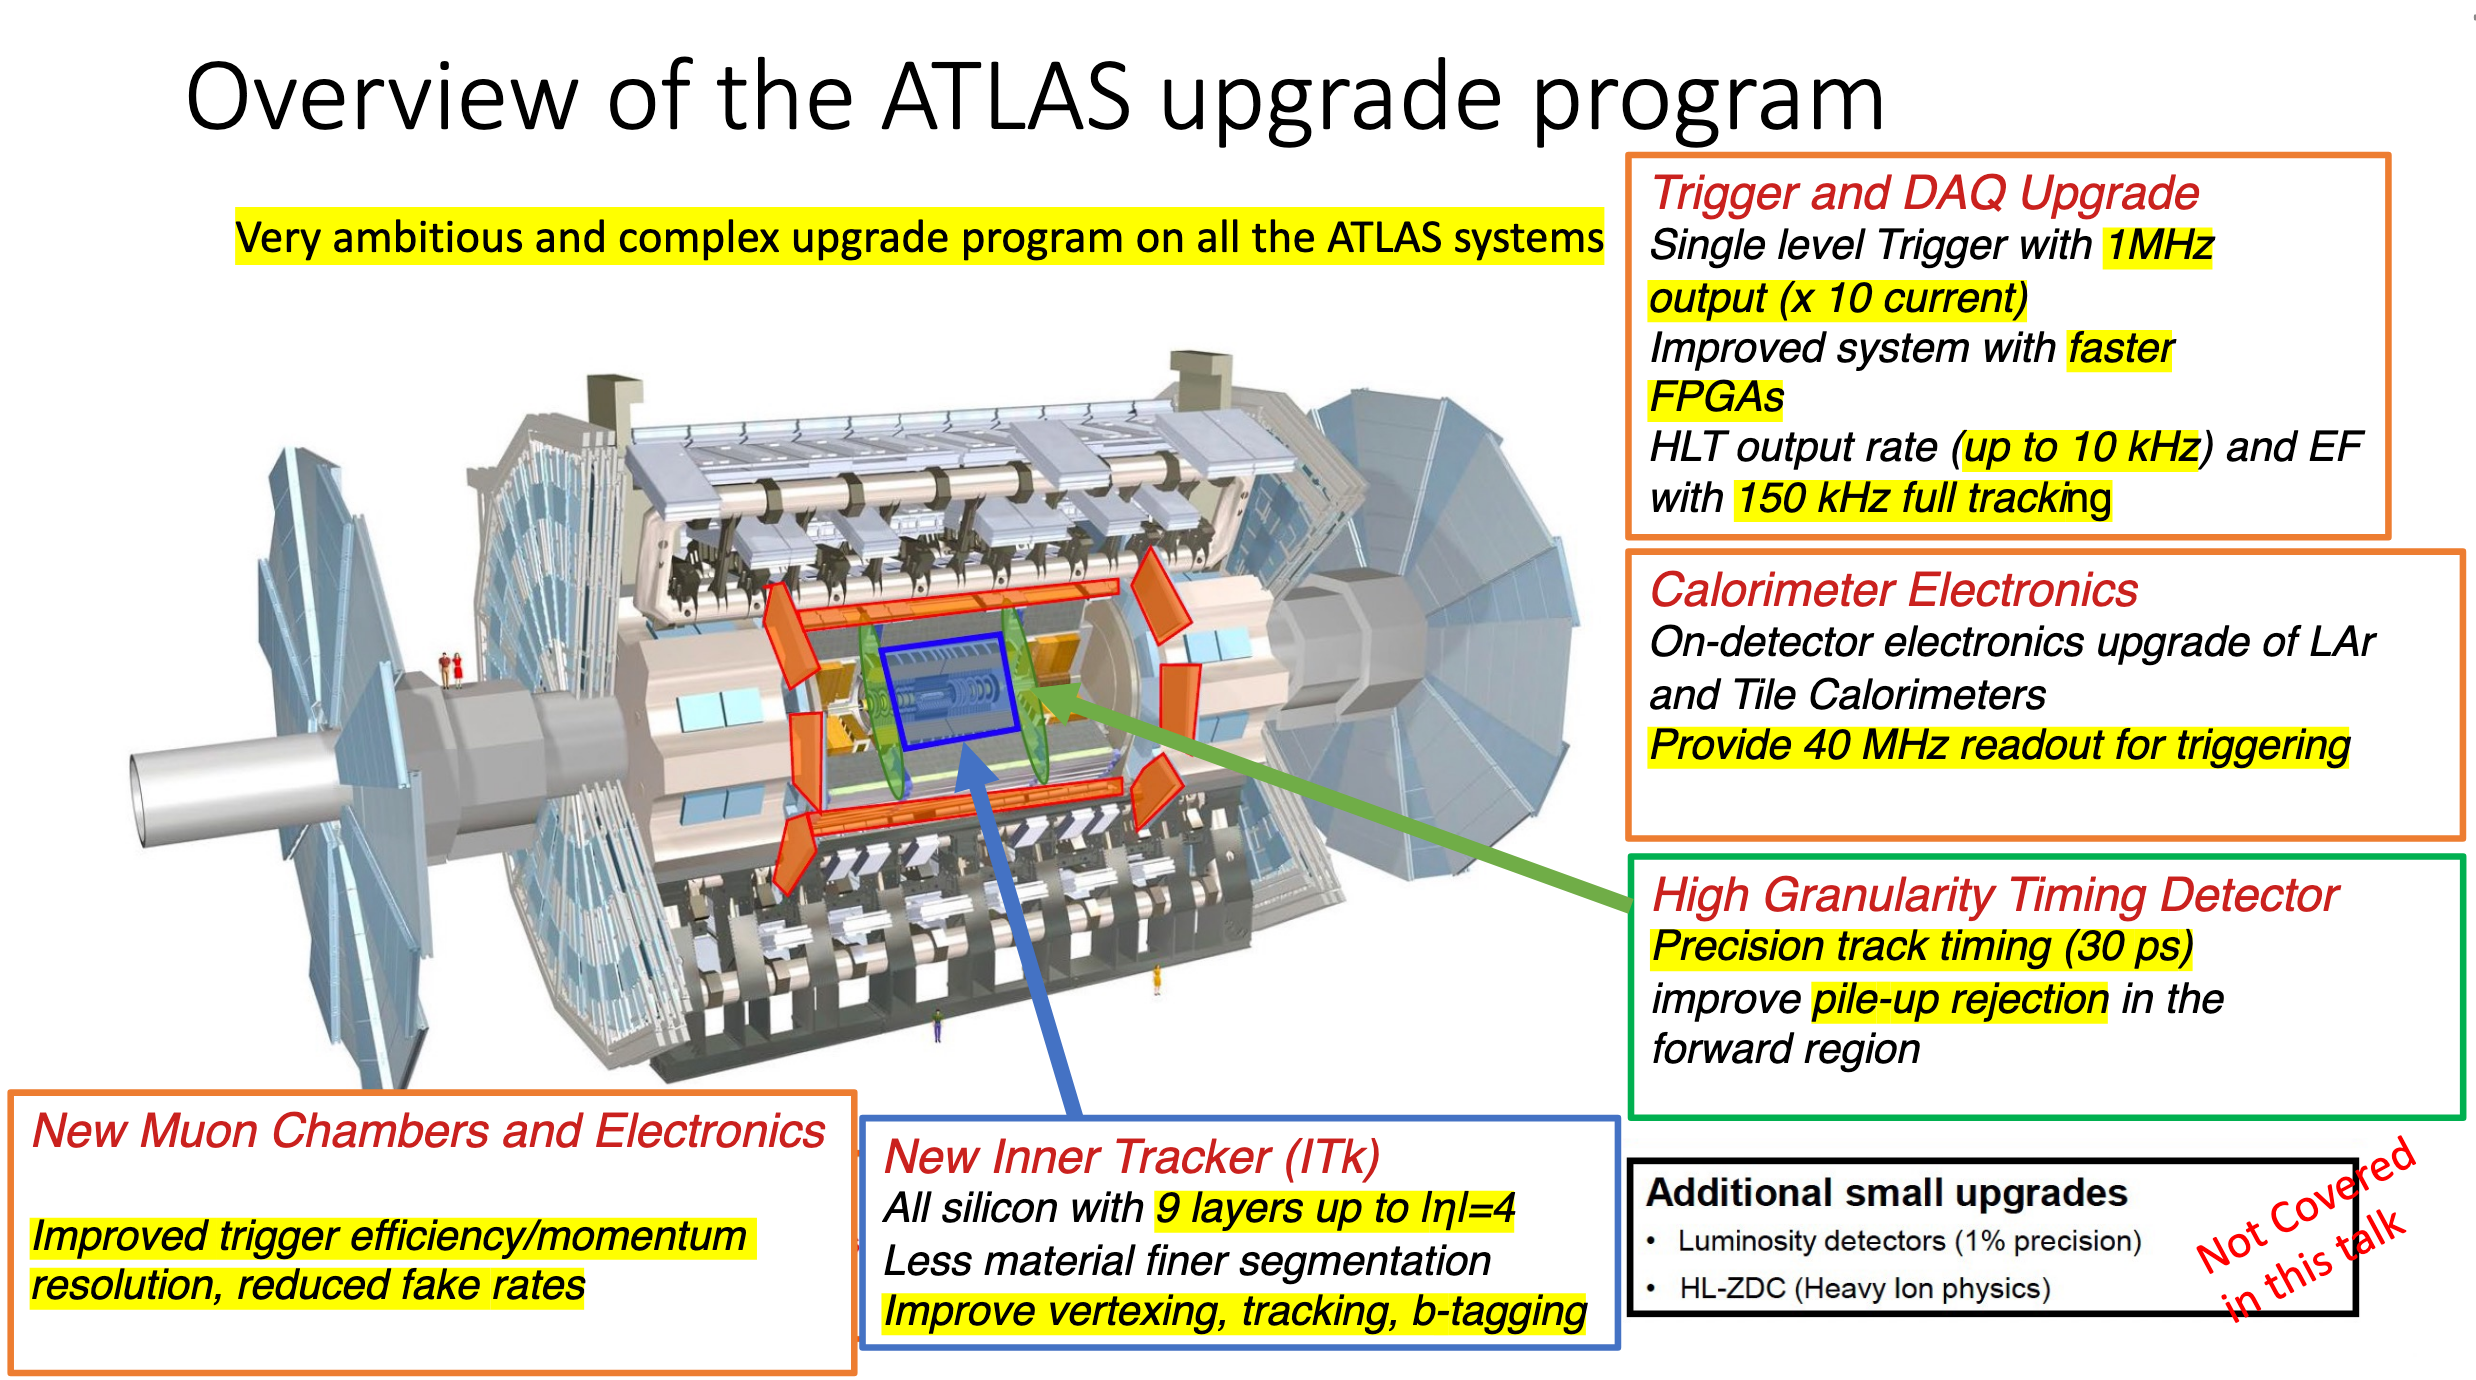 Overview of the ATLAS upgrade program
Very ambitious and complex upgrade program on all the ATLAS systems
Trigger and DAQ Upgrade
Single level Trigger with 1MHz
output (x 10 current)
Improved system with faster
FPGAs
HLT output rate (up to 10 kHz) and EF
with 150 kHz full tracking
Calorimeter Electronics
On-detector electronics upgrade of LAr
and Tile Calorimeters
Provide 40 MHz readout for triggering
High Granularity Timing Detector
Precision track timing (30 ps)
improve pile-up rejection in the
forward region
New Muon Chambers and Electronics
Improved trigger efficiency/momentum
resolution, reduced fake rates
New Inner Tracker (ITk)
All silicon with 9 layers up to lηl=4
Less material finer segmentation
Improve vertexing, tracking, b-tagging
Additional small upgrades
• Luminosity detectors (1% precision)
• HL-ZDC (Heavy Ion physics)
Not Covered
in this talk